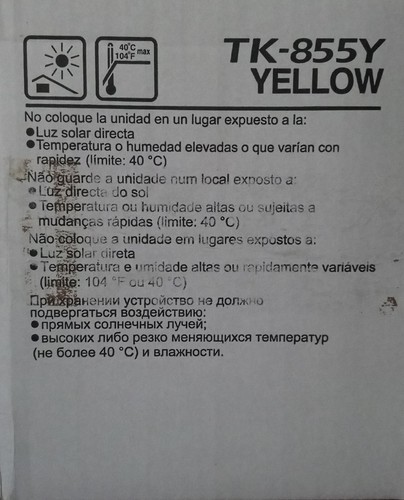 40°C max
104°F
TK-855Y
YELLOW
No coloque la unidad en un lugar expuesto a la:
●Luz solar directa
●Temperatura o humedad elevadas o que varían con
rapidez (límite: 40 °C)
Não guarde a unidade num local exposto a:
●Luz directa do sol
●Temperatura ou humidade altas ou sujeitas a
mudanças rápidas (limite: 40 °C)
Não coloque a unidade em lugares expostos a:
●Luz solar direta
●Temperatura e umidade altas ou rapidamente variáveis
(limite: 104 °F ou 40 °C)
При хранении устройство не должно
подвергаться воздействию:
●прямых солнечных лучей;
●высоких либо резко меняющихся температур
(не более 40 °C) и влажности.